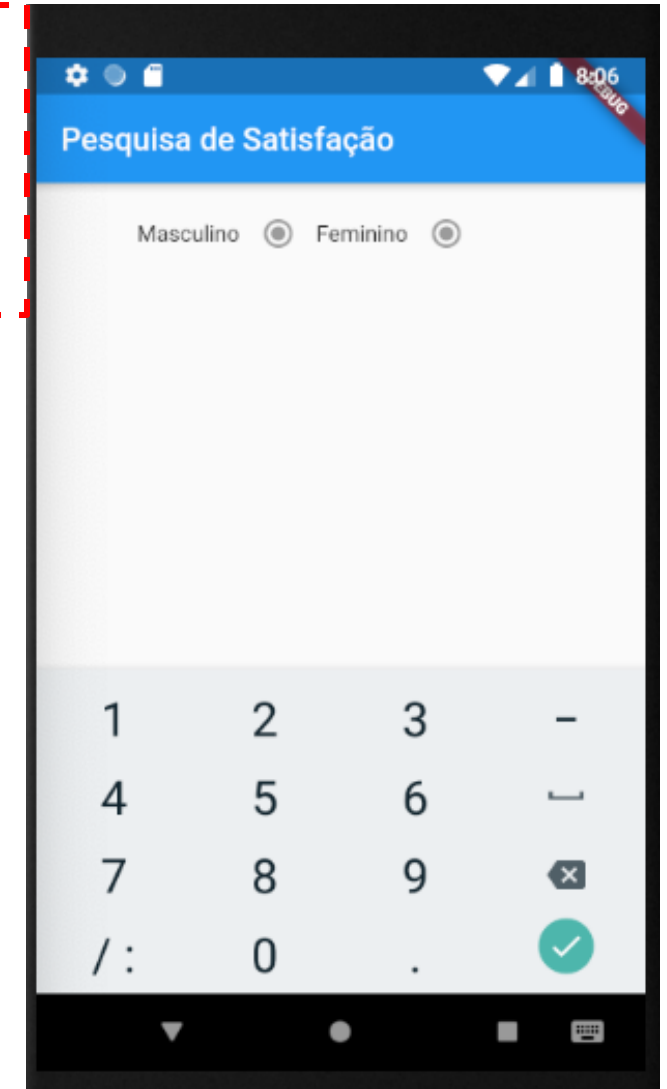 8:06
DEBUG
Pesquisa de Satisfação
Masculino Feminino
1 2 3 -
4 5 6
7 8 9
/ : 0 .